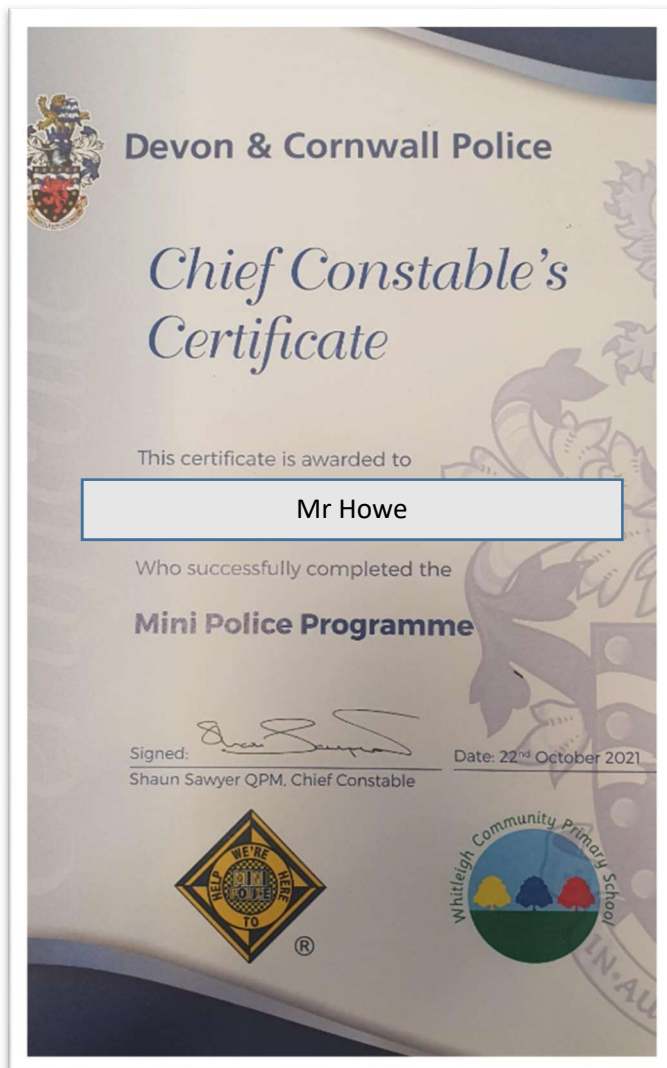 Devon & Cornwall Police
Chief Constable's
Certificate
This certificate is awarded to
Mr Howe
Who successfully completed the
Mini Police Programme
Signed:
Date: 22nd October 2021
Shaun Sawyer QPM, Chief Constable
WE'RE HERE
TO HELP
MINI
POLICE
®
Whitleigh Community Primary School